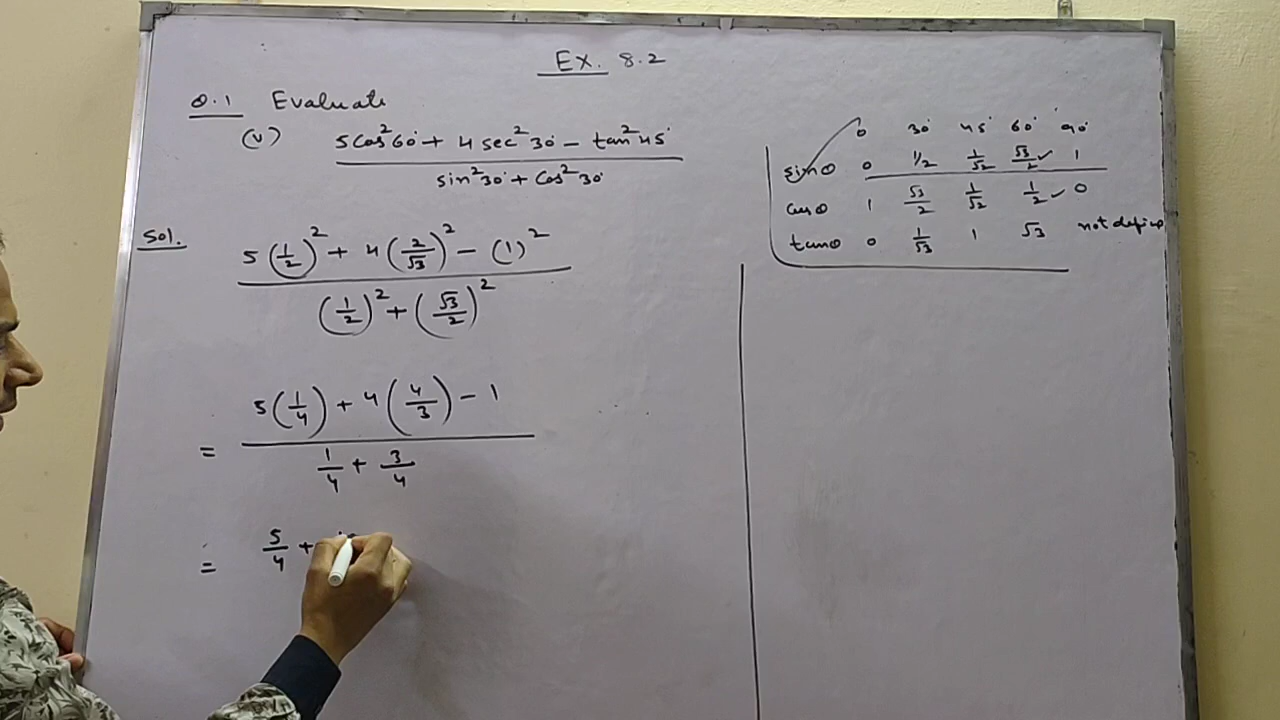 EX. 8.2
Q.1 Evaluate
(v) 5cos²60° + 4sec²30° − tan²45°
sin²30° + cos²30°
0 30° 45° 60° 90°
sinθ 0 1/2 1/√2 √3/2 ✓ 1
cosθ 1 √3/2 1/√2 1/2 ✓ 0
tanθ 0 1/√3 1 √3 not define
Sol.
5(1/2)² + 4(2/√3)² − (1)²
(1/2)² + (√3/2)²
= 5(1/4) + 4(4/3) − 1
1/4 + 3/4
= 5/4 +